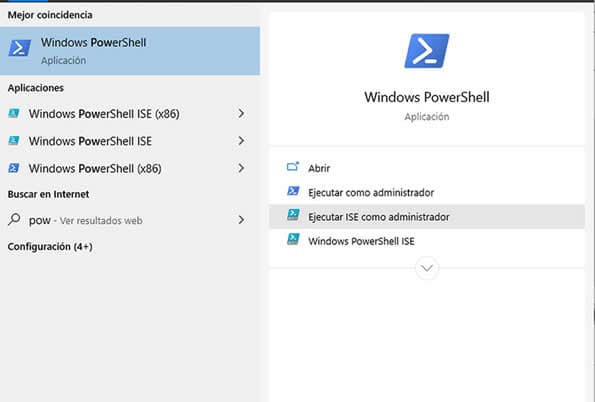 Mejor coincidencia
Windows PowerShell
Aplicación
Aplicaciones
Windows PowerShell ISE (x86)
Windows PowerShell ISE
Windows PowerShell (x86)
Buscar en Internet
pow - Ver resultados web
Configuración (4+)
Windows PowerShell
Aplicación
Abrir
Ejecutar como administrador
Ejecutar ISE como administrador
Windows PowerShell ISE